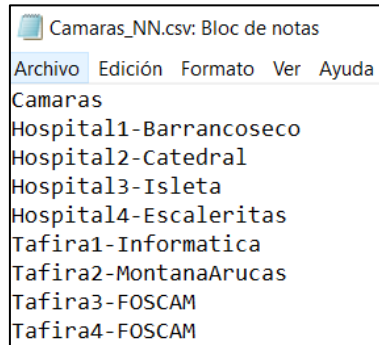 Camaras_NN.csv: Bloc de notas
Archivo Edición Formato Ver Ayuda
Camaras
Hospital1-Barrancoseco
Hospital2-Catedral
Hospital3-Isleta
Hospital4-Escaleritas
Tafira1-Informatica
Tafira2-MontanaArucas
Tafira3-FOSCAM
Tafira4-FOSCAM